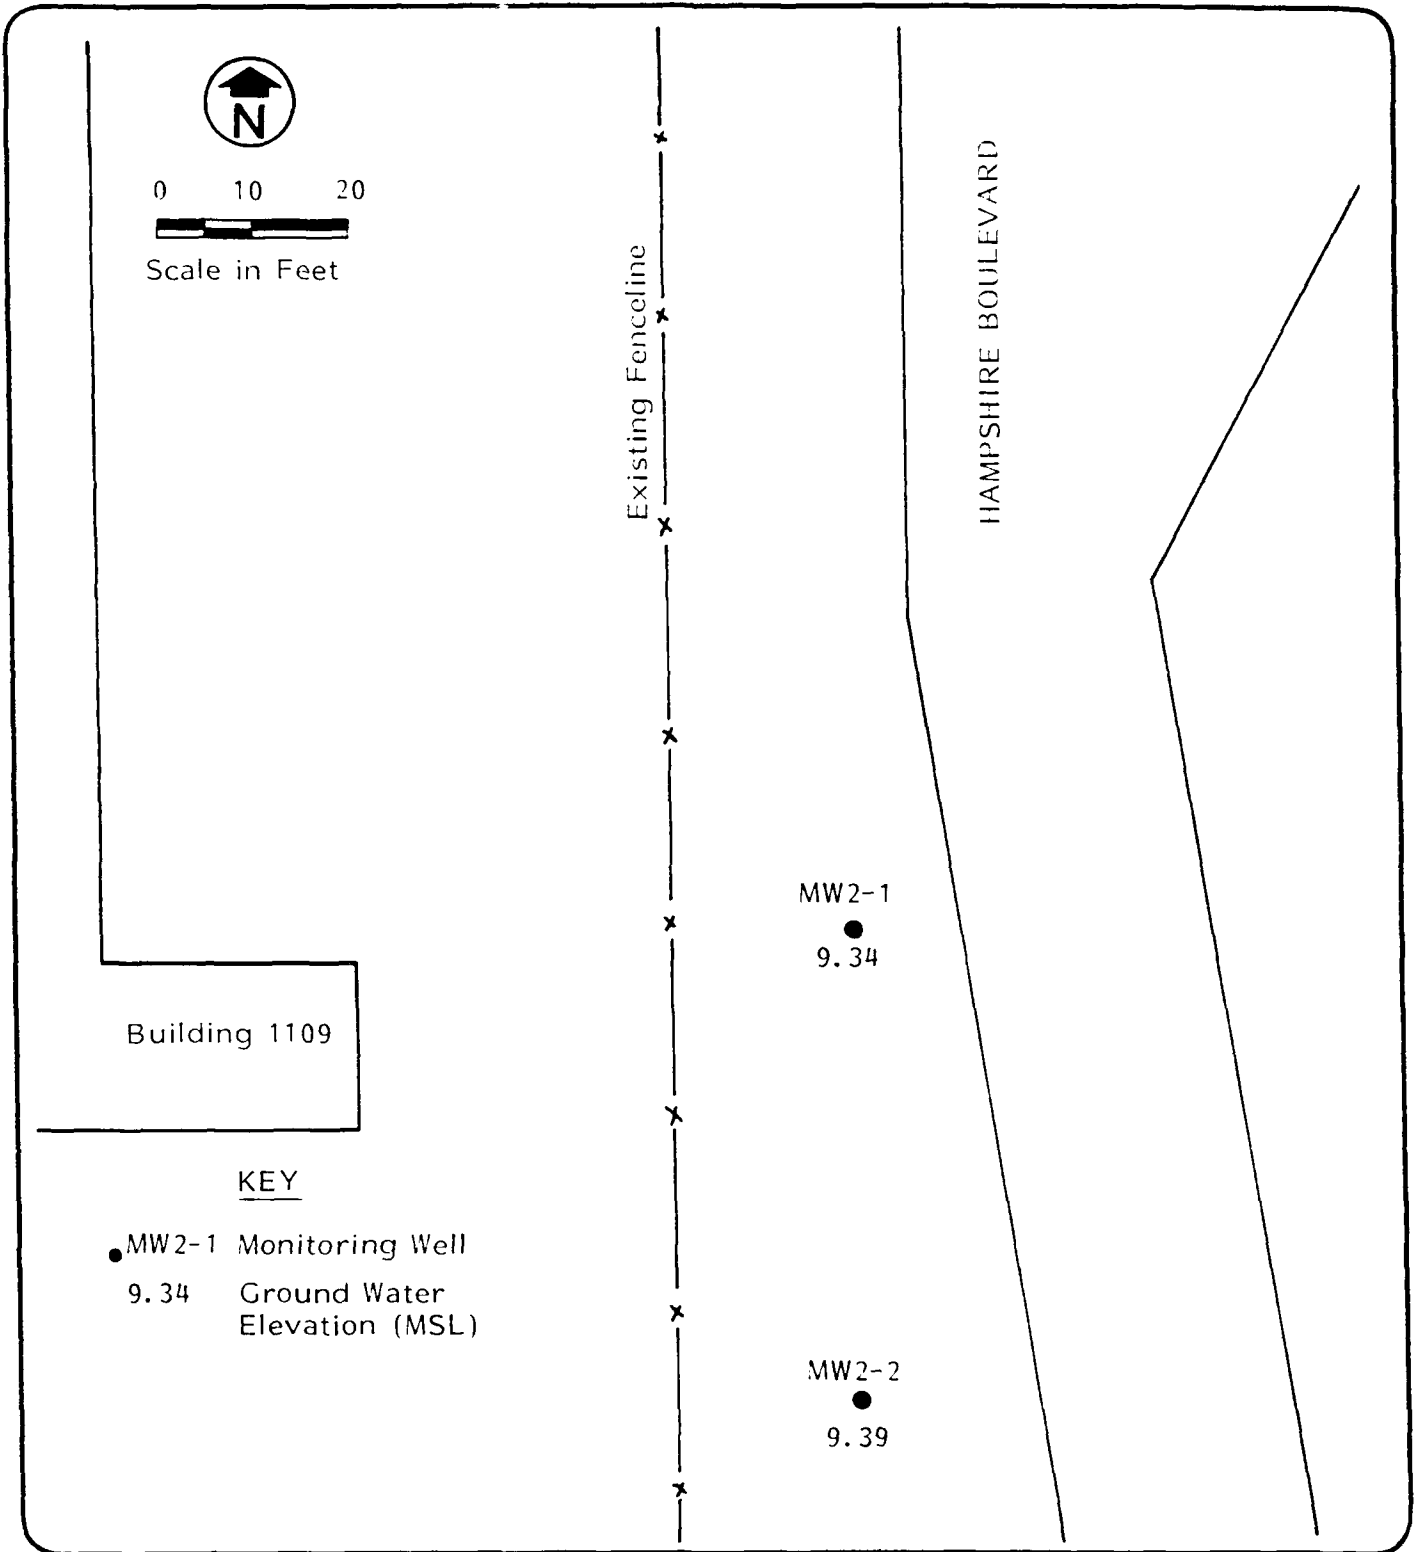 N
0 10 20
Scale in Feet
Existing Fenceline
HAMPSHIRE BOULEVARD
MW2-1
9.34
Building 1109
KEY
MW2-1 Monitoring Well
9.34 Ground Water
Elevation (MSL)
MW2-2
9.39